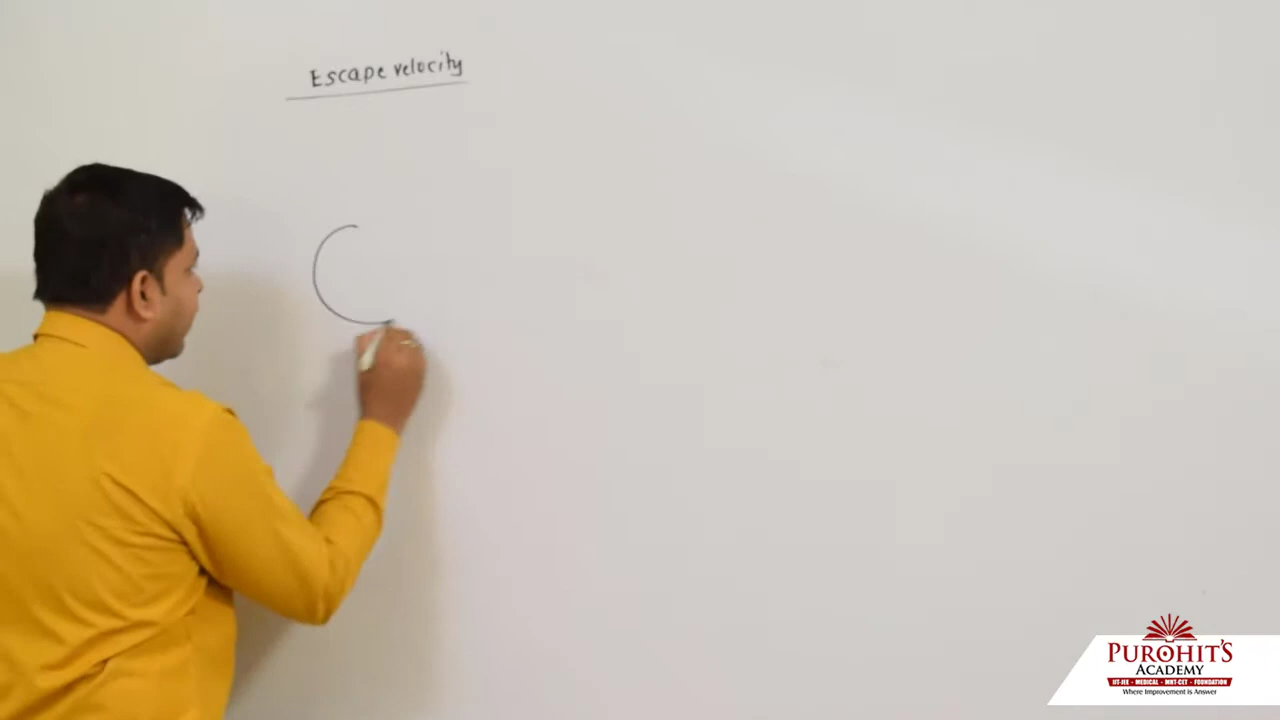 Escape velocity
PUROHIT'S
ACADEMY
IIT-JEE • MEDICAL • MHT-CET • FOUNDATION
Where Improvement is Answer